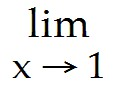 lim
x → 1